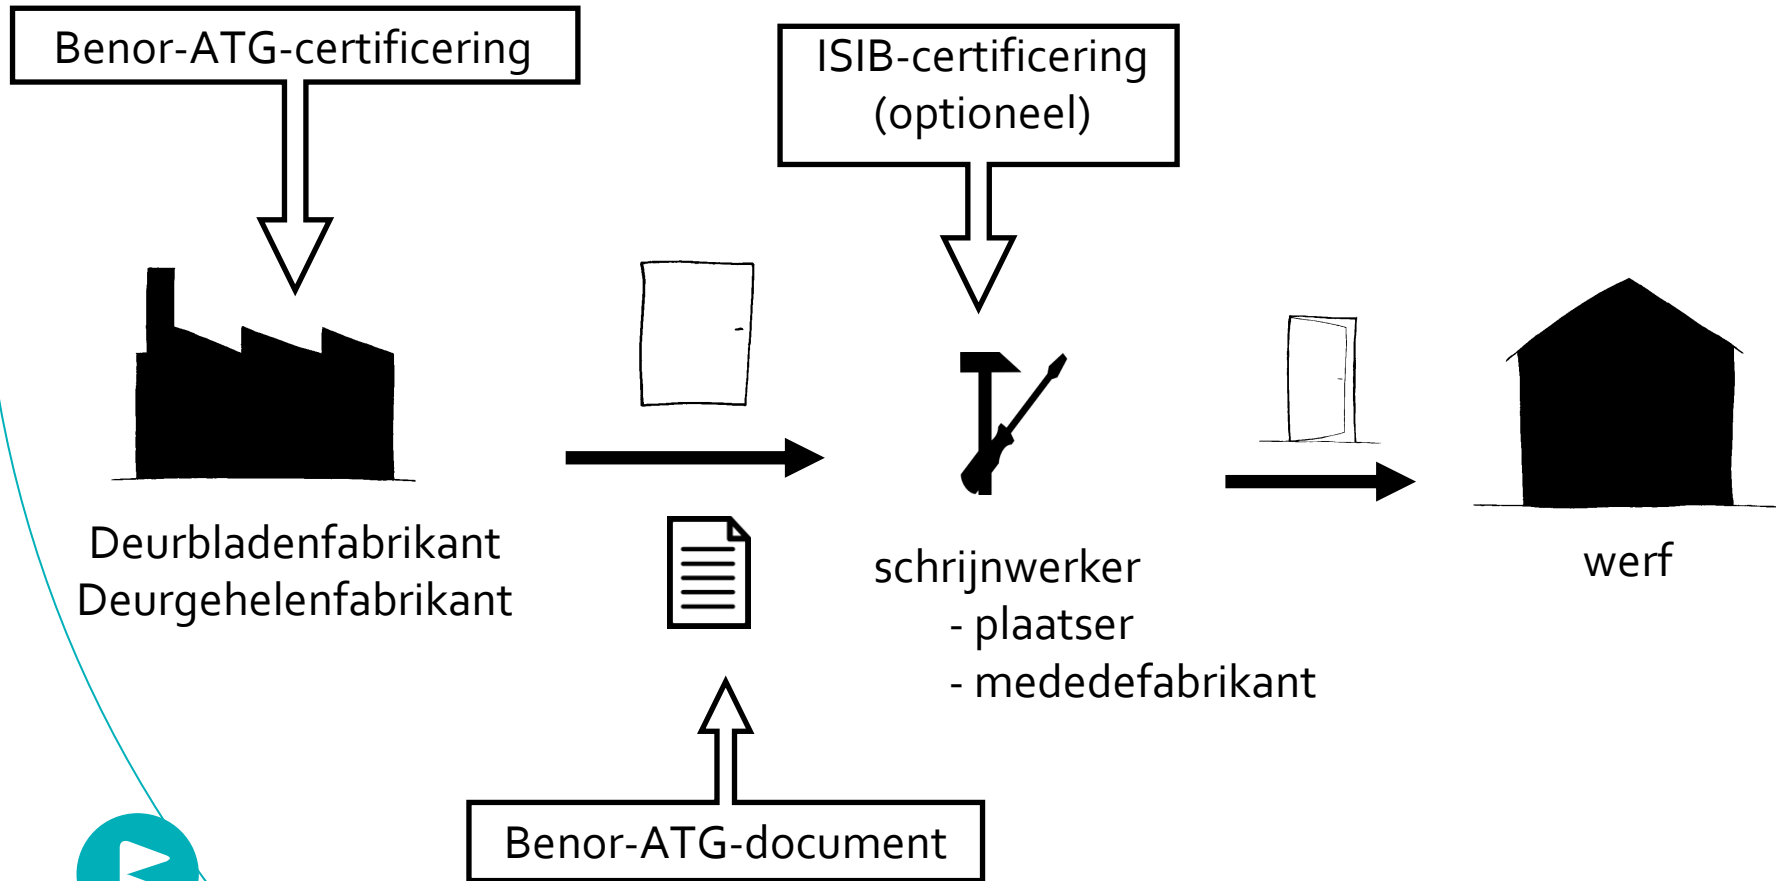 Benor-ATG-certificering
ISIB-certificering
(optioneel)
Deurbladenfabrikant
Deurgehelenfabrikant
schrijnwerker
- plaatser
- mededefabrikant
werf
Benor-ATG-document